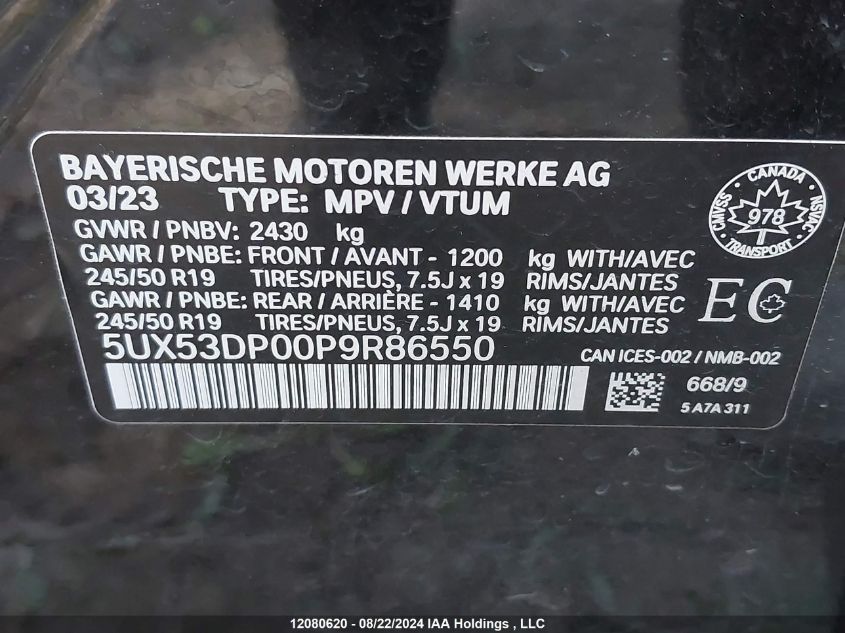 BAYERISCHE MOTOREN WERKE AG
03/23 TYPE: MPV / VTUM
GVWR / PNBV: 2430 kg
GAWR / PNBE: FRONT / AVANT - 1200 kg WITH/AVEC
245/50 R19 TIRES/PNEUS, 7.5J x 19 RIMS/JANTES
GAWR / PNBE: REAR / ARRIÈRE - 1410 kg WITH/AVEC
245/50 R19 TIRES/PNEUS, 7.5J x 19 RIMS/JANTES
5UX53DP00P9R86550
CANADA
CMVSS
NSVAC
978
TRANSPORT
EC
CAN ICES-002 / NMB-002
668/9
5 A7A 311
12080620 - 08/22/2024 IAA Holdings , LLC